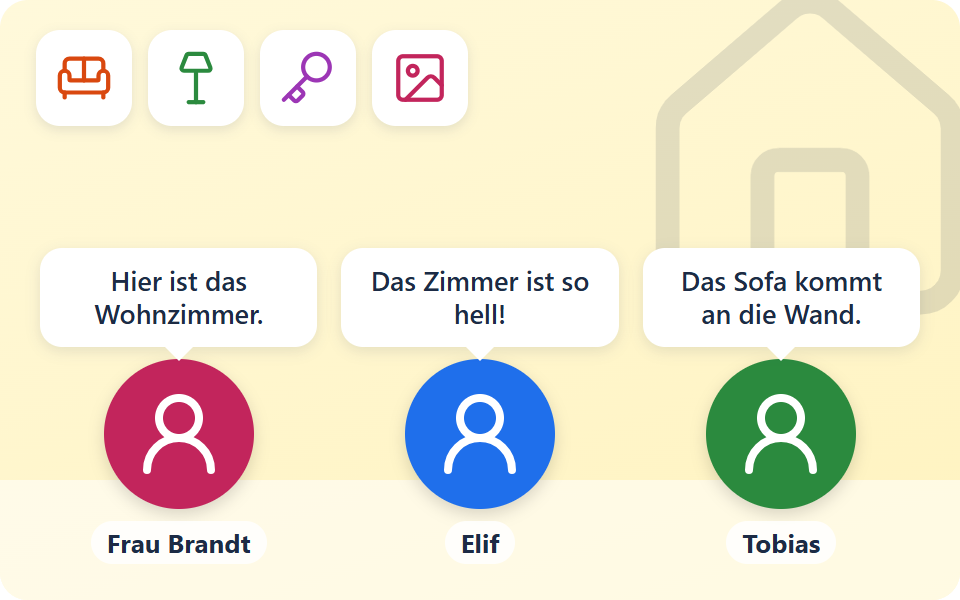 Hier ist das
Wohnzimmer.
Das Zimmer ist so
hell!
Das Sofa kommt
an die Wand.
Frau Brandt
Elif
Tobias